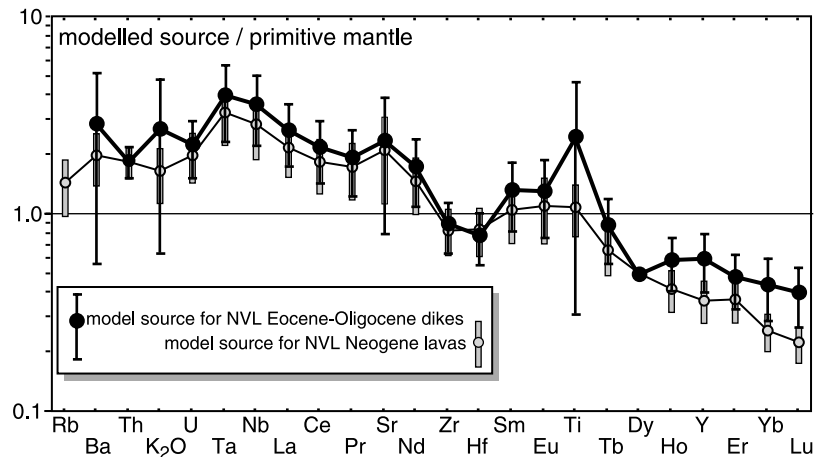 10
modelled source / primitive mantle
1.0
model source for NVL Eocene-Oligocene dikes
model source for NVL Neogene lavas
0.1
Rb Th U Nb Ce Sr Zr Sm Ti Dy Y Yb
Ba K₂O Ta La Pr Nd Hf Eu Tb Ho Er Lu